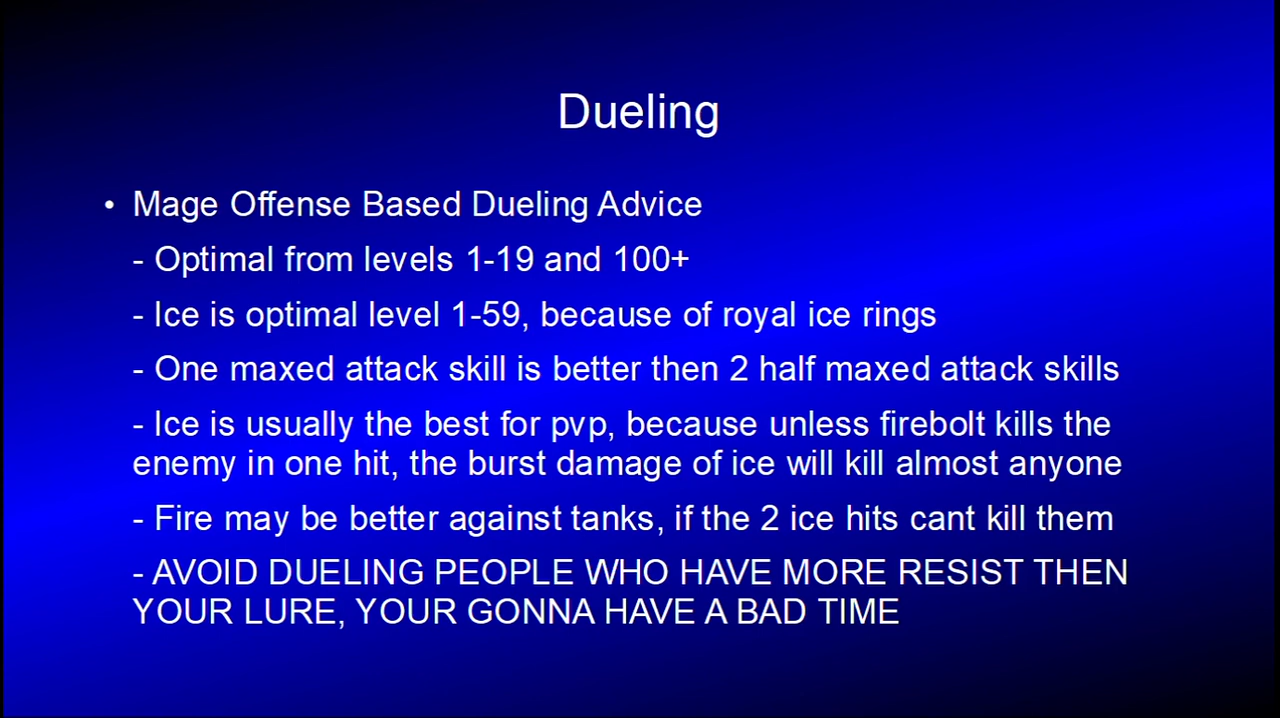 Dueling
• Mage Offense Based Dueling Advice
- Optimal from levels 1-19 and 100+
- Ice is optimal level 1-59, because of royal ice rings
- One maxed attack skill is better then 2 half maxed attack skills
- Ice is usually the best for pvp, because unless firebolt kills the
enemy in one hit, the burst damage of ice will kill almost anyone
- Fire may be better against tanks, if the 2 ice hits cant kill them
- AVOID DUELING PEOPLE WHO HAVE MORE RESIST THEN
YOUR LURE, YOUR GONNA HAVE A BAD TIME